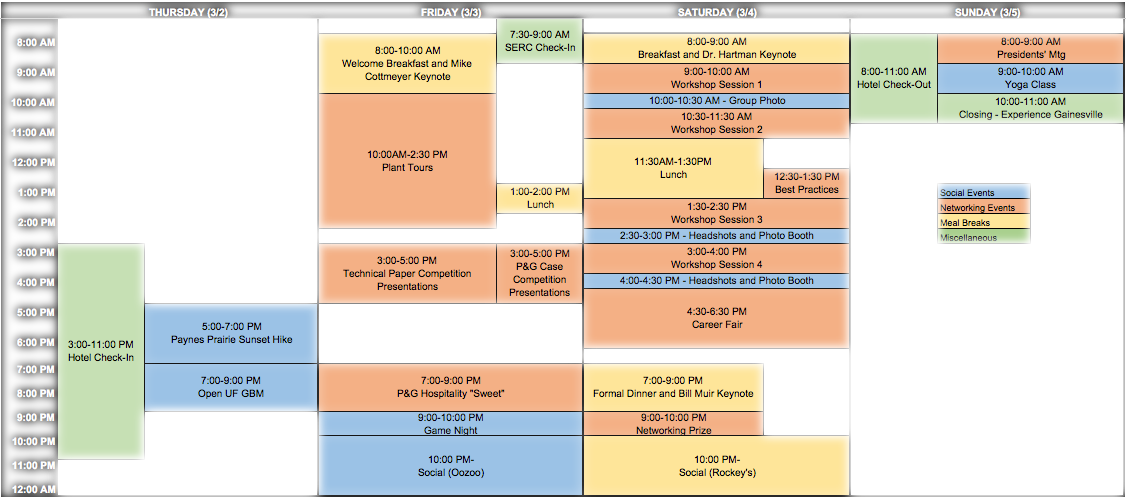 THURSDAY (3/2)
FRIDAY (3/3)
SATURDAY (3/4)
SUNDAY (3/5)
8:00 AM
9:00 AM
10:00 AM
11:00 AM
12:00 PM
1:00 PM
2:00 PM
3:00 PM
4:00 PM
5:00 PM
6:00 PM
7:00 PM
8:00 PM
9:00 PM
10:00 PM
11:00 PM
12:00 AM
3:00-11:00 PM
Hotel Check-In
5:00-7:00 PM
Paynes Prairie Sunset Hike
7:00-9:00 PM
Open UF GBM
8:00-10:00 AM
Welcome Breakfast and Mike
Cottmeyer Keynote
7:30-9:00 AM
SERC Check-In
10:00AM-2:30 PM
Plant Tours
1:00-2:00 PM
Lunch
3:00-5:00 PM
Technical Paper Competition
Presentations
3:00-5:00 PM
P&G Case
Competition
Presentations
7:00-9:00 PM
P&G Hospitality "Sweet"
9:00-10:00 PM
Game Night
10:00 PM-
Social (Oozoo)
8:00-9:00 AM
Breakfast and Dr. Hartman Keynote
9:00-10:00 AM
Workshop Session 1
10:00-10:30 AM - Group Photo
10:30-11:30 AM
Workshop Session 2
11:30AM-1:30PM
Lunch
12:30-1:30 PM
Best Practices
1:30-2:30 PM
Workshop Session 3
2:30-3:00 PM - Headshots and Photo Booth
3:00-4:00 PM
Workshop Session 4
4:00-4:30 PM - Headshots and Photo Booth
4:30-6:30 PM
Career Fair
7:00-9:00 PM
Formal Dinner and Bill Muir Keynote
9:00-10:00 PM
Networking Prize
10:00 PM-
Social (Rockey's)
8:00-11:00 AM
Hotel Check-Out
8:00-9:00 AM
Presidents' Mtg
9:00-10:00 AM
Yoga Class
10:00-11:00 AM
Closing - Experience Gainesville
Social Events
Networking Events
Meal Breaks
Miscellaneous